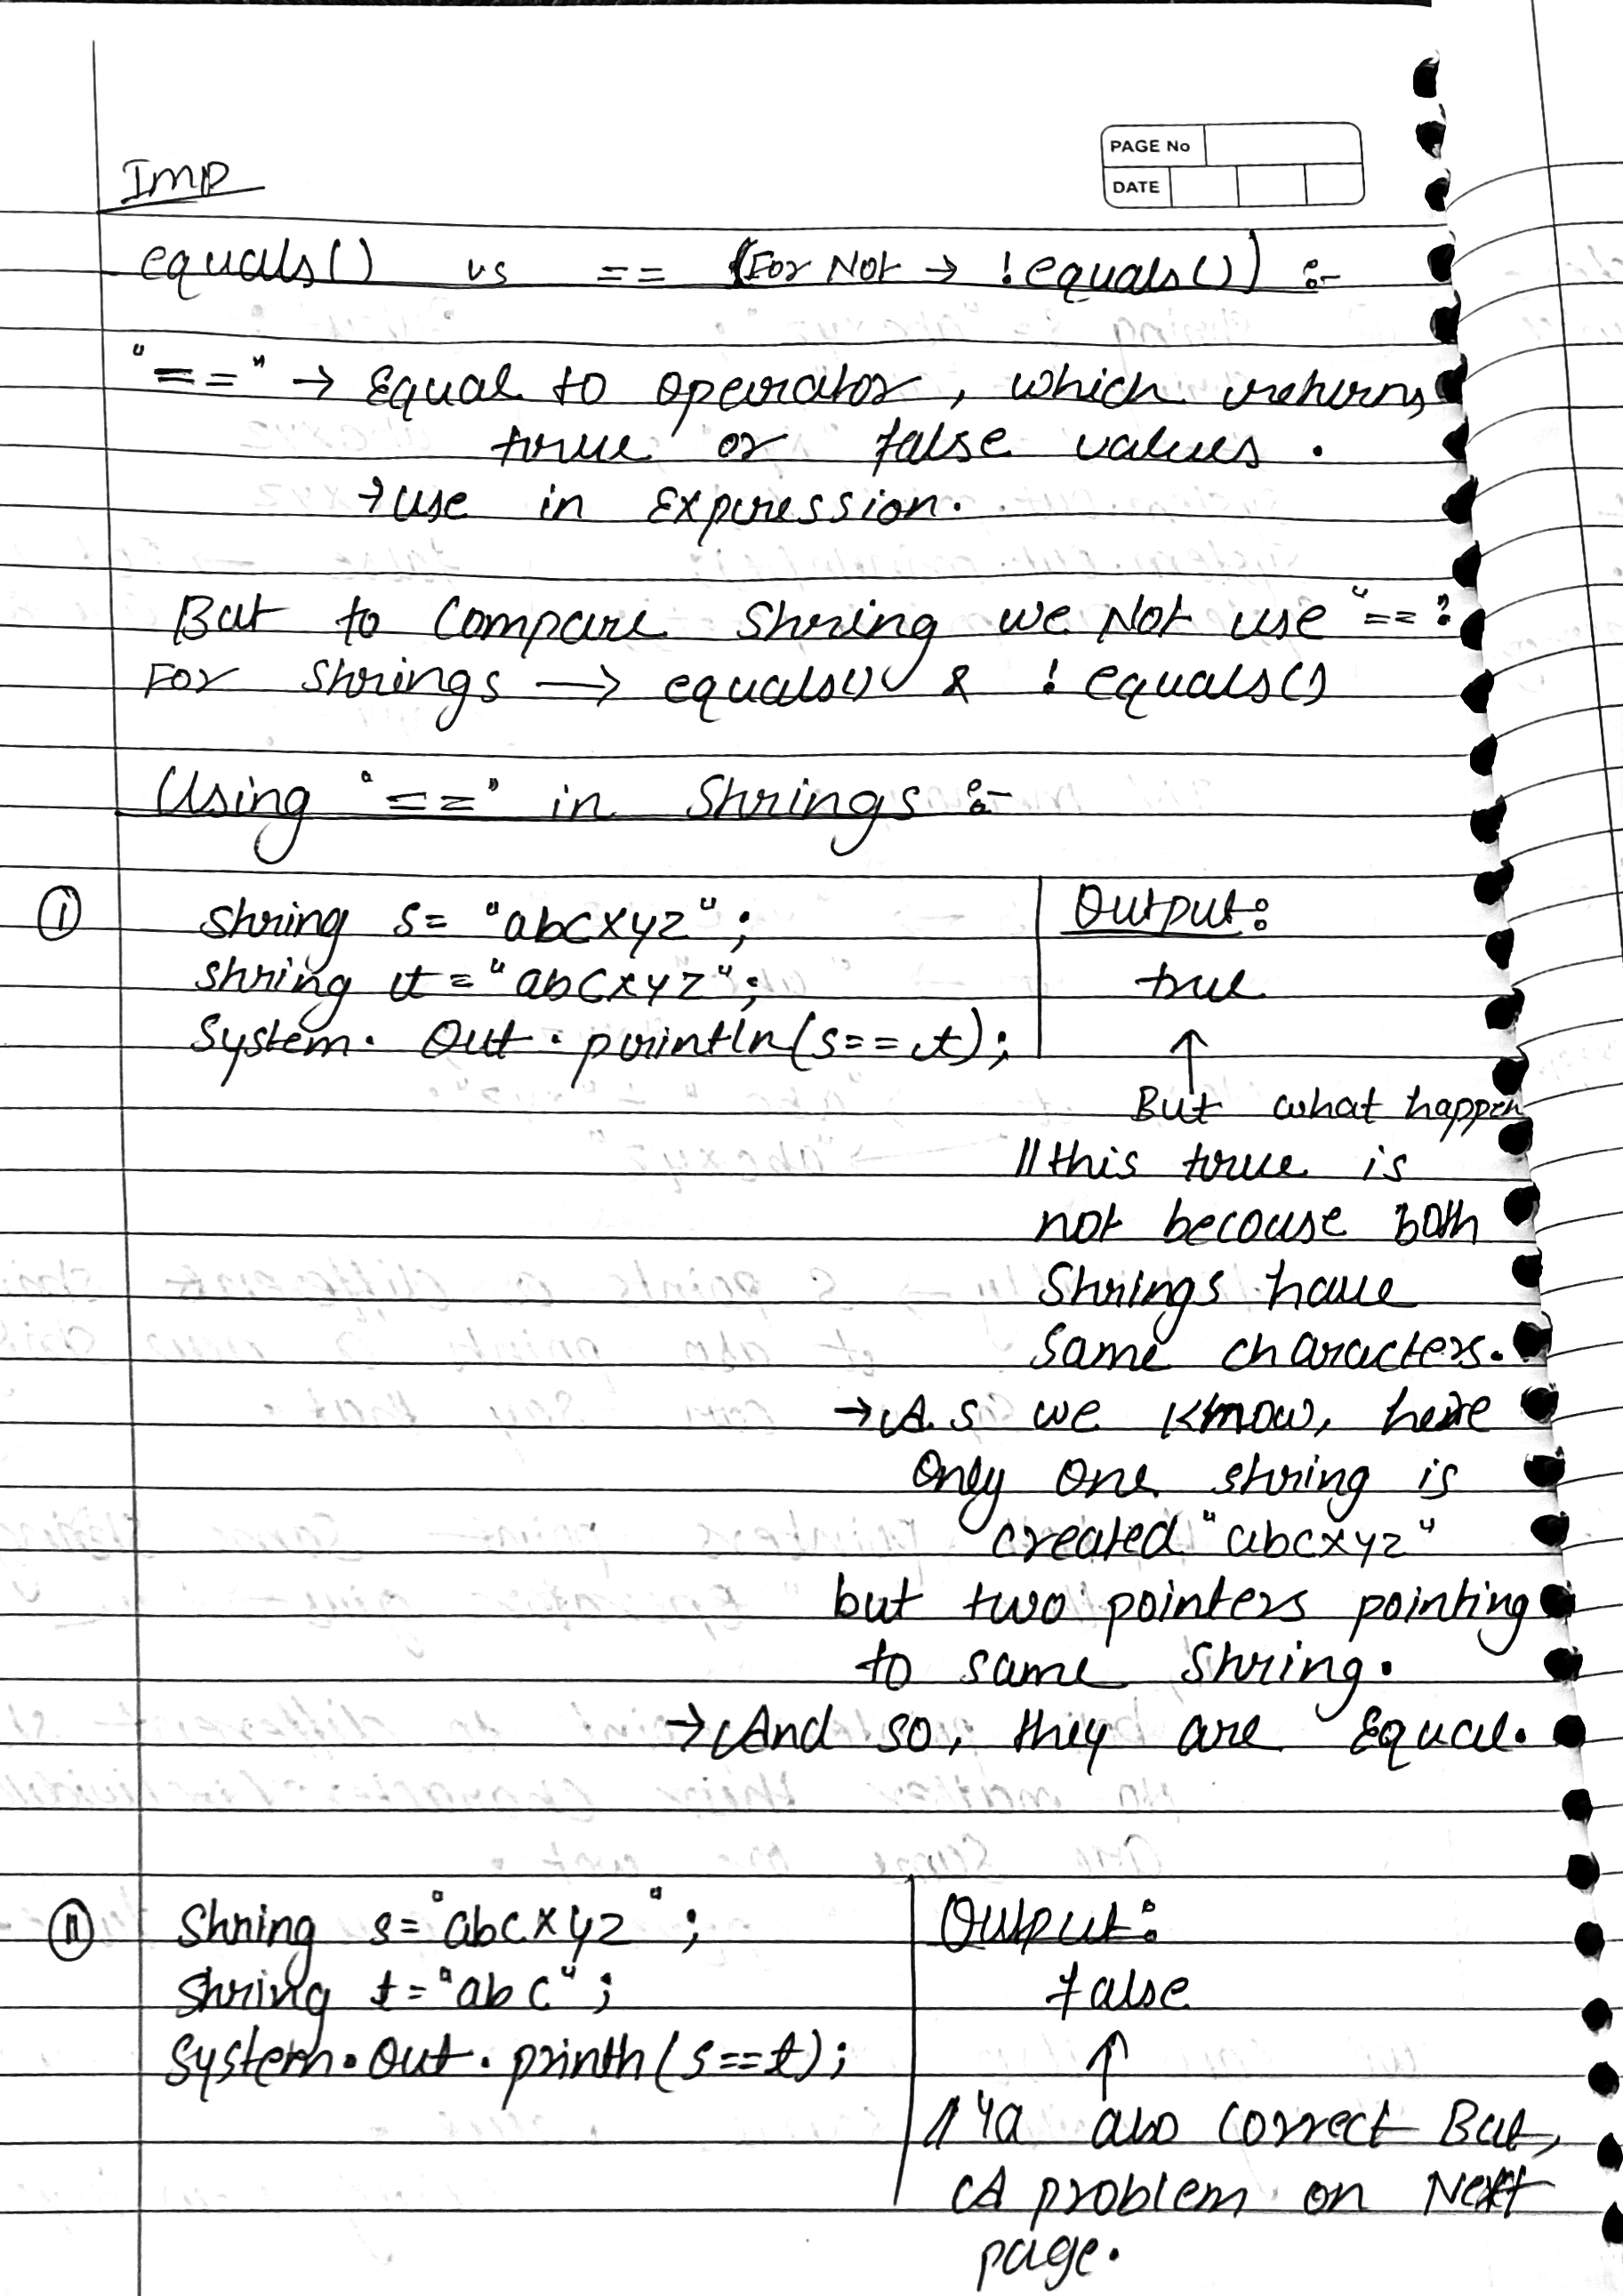 PAGE No
DATE
Imp
equals() vs == (For Not → !equals()) :-
"==" → Equal to operator, which returns
true or false values.
→ use in Expression.
But to Compare String we Not use "=="
For Strings → equals() & !equals()
Using "==" in Strings :-
(i) String s = "abcxyz";
String t = "abcxyz";
System. Out. println(s==t);
Output:
true
↑
But what happen
// this true is
not because both
Strings have
same characters.
→ As we know, here
Only one string is
created "abcxyz"
but two pointers pointing
to same String.
→ And so, they are Equal.
(ii) String s = "abcxyz";
String t = "abc";
System. Out. println(s==t);
Output:
false
↑
// also correct But,
A problem on Next
page.